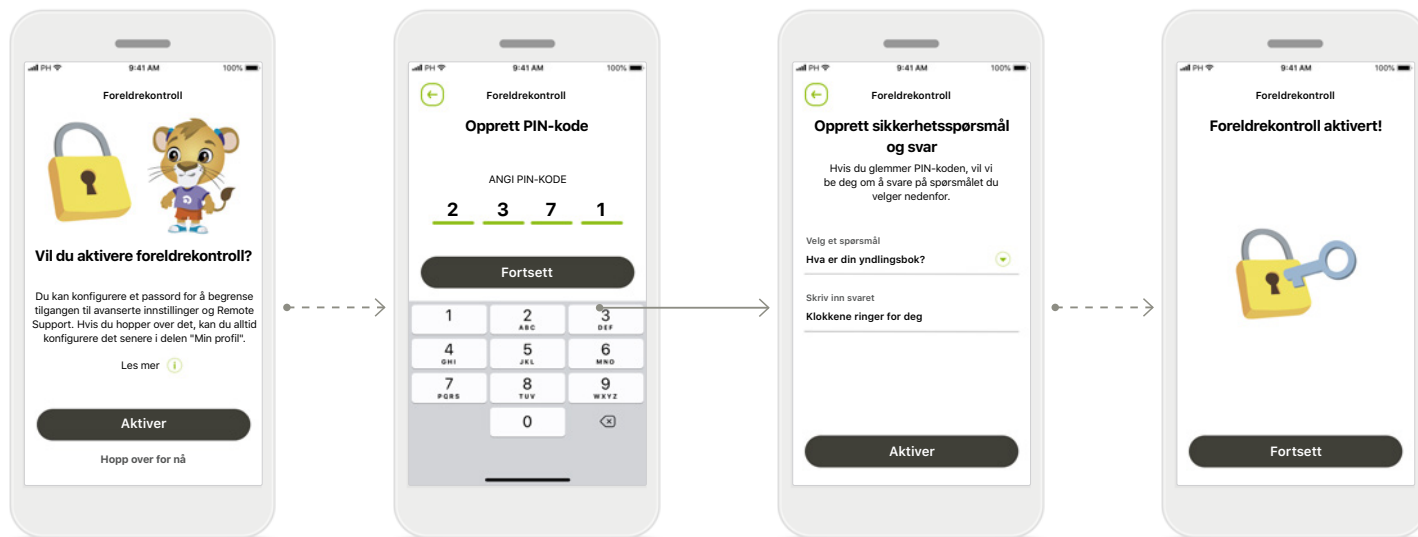 PH 9:41 AM 100%
Foreldrekontroll
Vil du aktivere foreldrekontroll?
Du kan konfigurere et passord for å begrense
tilgangen til avanserte innstillinger og Remote
Support. Hvis du hopper over det, kan du alltid
konfigurere det senere i delen "Min profil".
Les mer i
Aktiver
Hopp over for nå
PH 9:41 AM 100%
Foreldrekontroll
Opprett PIN-kode
ANGI PIN-KODE
2 3 7 1
Fortsett
1 2 3
ABC DEF
4 5 6
GHI JKL MNO
7 8 9
PGRS TUV WXYZ
0
PH 9:41 AM 100%
Foreldrekontroll
Opprett sikkerhetsspørsmål
og svar
Hvis du glemmer PIN-koden, vil vi
be deg om å svare på spørsmålet du
velger nedenfor.
Velg et spørsmål
Hva er din yndlingsbok?
Skriv inn svaret
Klokkene ringer for deg
Aktiver
PH 9:41 AM 100%
Foreldrekontroll
Foreldrekontroll aktivert!
Fortsett